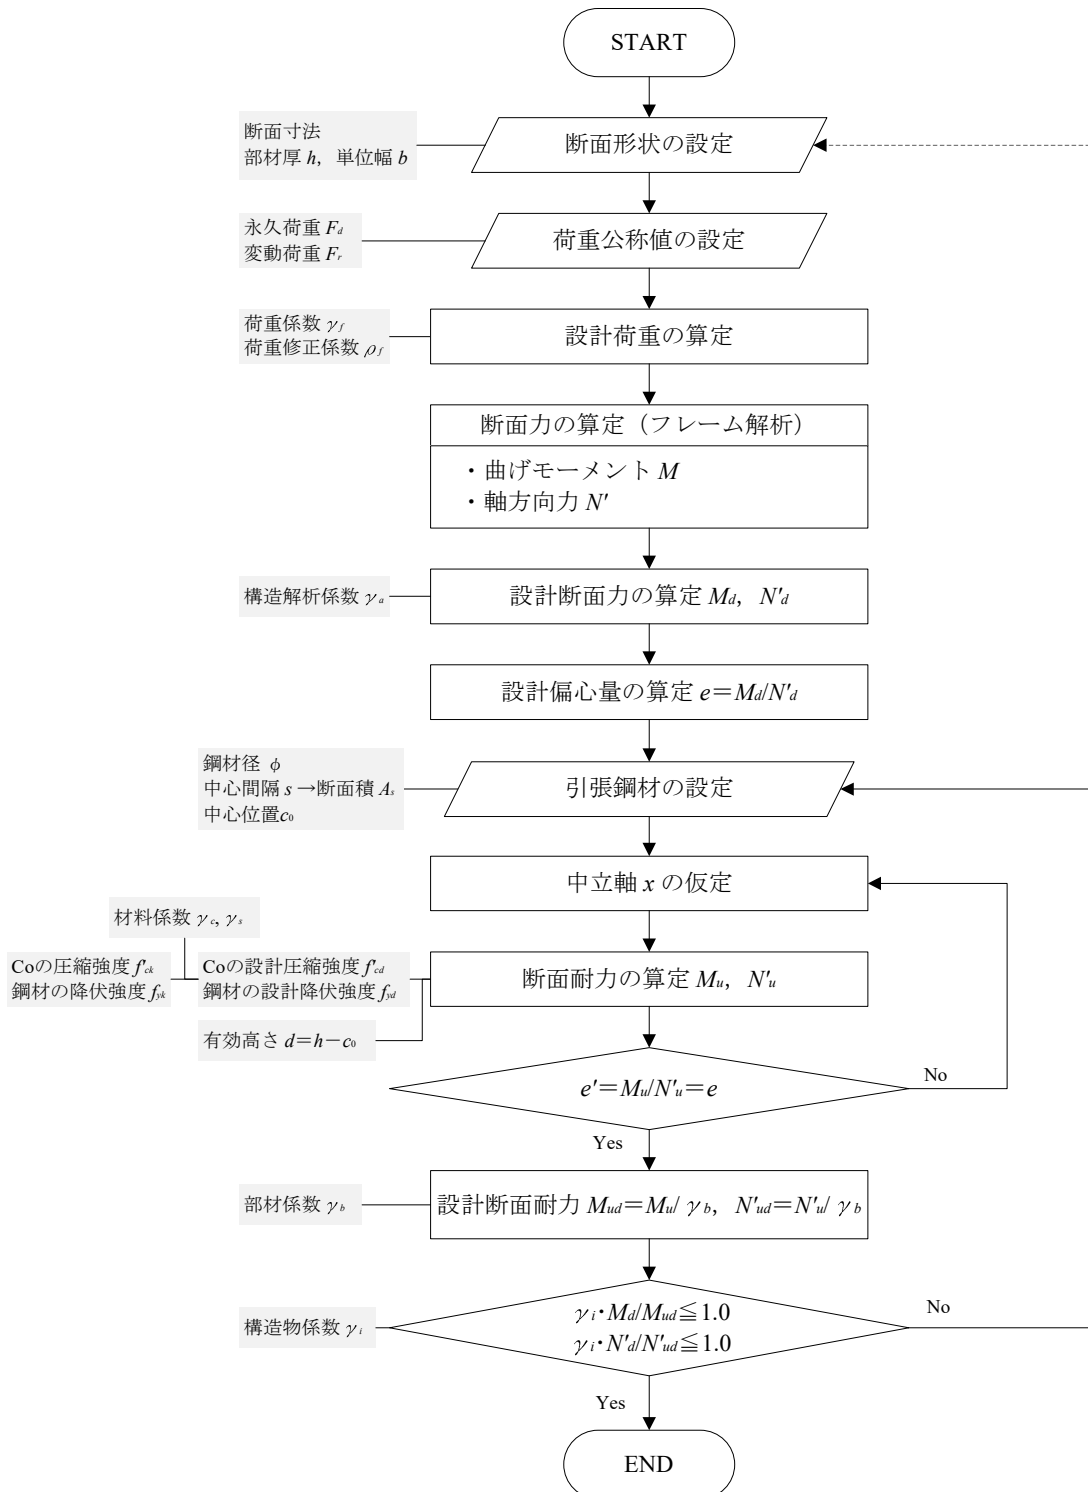 START
断面寸法
部材厚 h, 単位幅 b
断面形状の設定
永久荷重 Fd
変動荷重 Fr
荷重公称値の設定
荷重係数 γf
荷重修正係数 ρf
設計荷重の算定
断面力の算定（フレーム解析）
・曲げモーメント M
・軸方向力 N'
構造解析係数 γa
設計断面力の算定 Md, N'd
設計偏心量の算定 e＝Md/N'd
鋼材径 φ
中心間隔 s →断面積 As
中心位置c0
引張鋼材の設定
中立軸 x の仮定
材料係数 γc, γs
Coの圧縮強度 f'ck
鋼材の降伏強度 fyk
Coの設計圧縮強度 f'cd
鋼材の設計降伏強度 fyd
断面耐力の算定 Mu, N'u
有効高さ d＝h－c0
e'＝Mu/N'u＝e
No
Yes
部材係数 γb
設計断面耐力 Mud＝Mu/ γb, N'ud＝N'u/ γb
構造物係数 γi
γi･Md/Mud≦1.0
γi･N'd/N'ud≦1.0
No
Yes
END